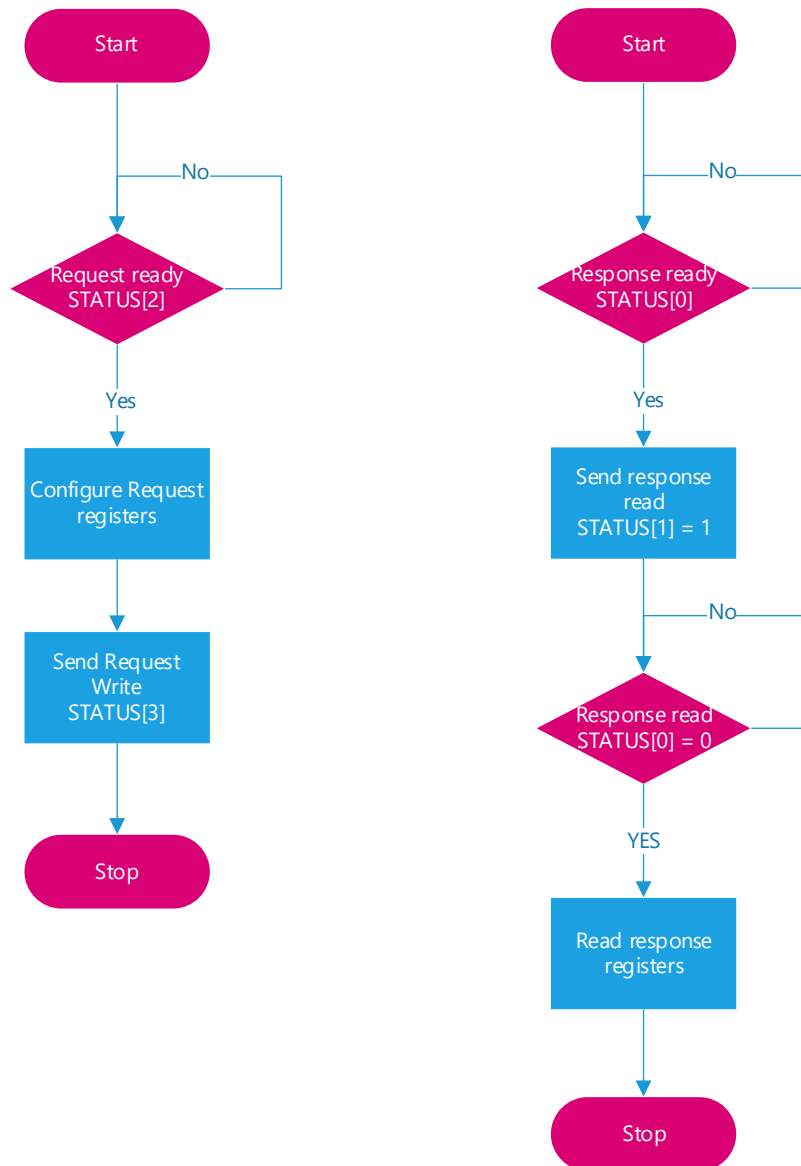 Start
No
Request ready
STATUS[2]
Yes
Configure Request
registers
Send Request
Write
STATUS[3]
Stop
Start
No
Response ready
STATUS[0]
Yes
Send response
read
STATUS[1] = 1
No
Response read
STATUS[0] = 0
YES
Read response
registers
Stop